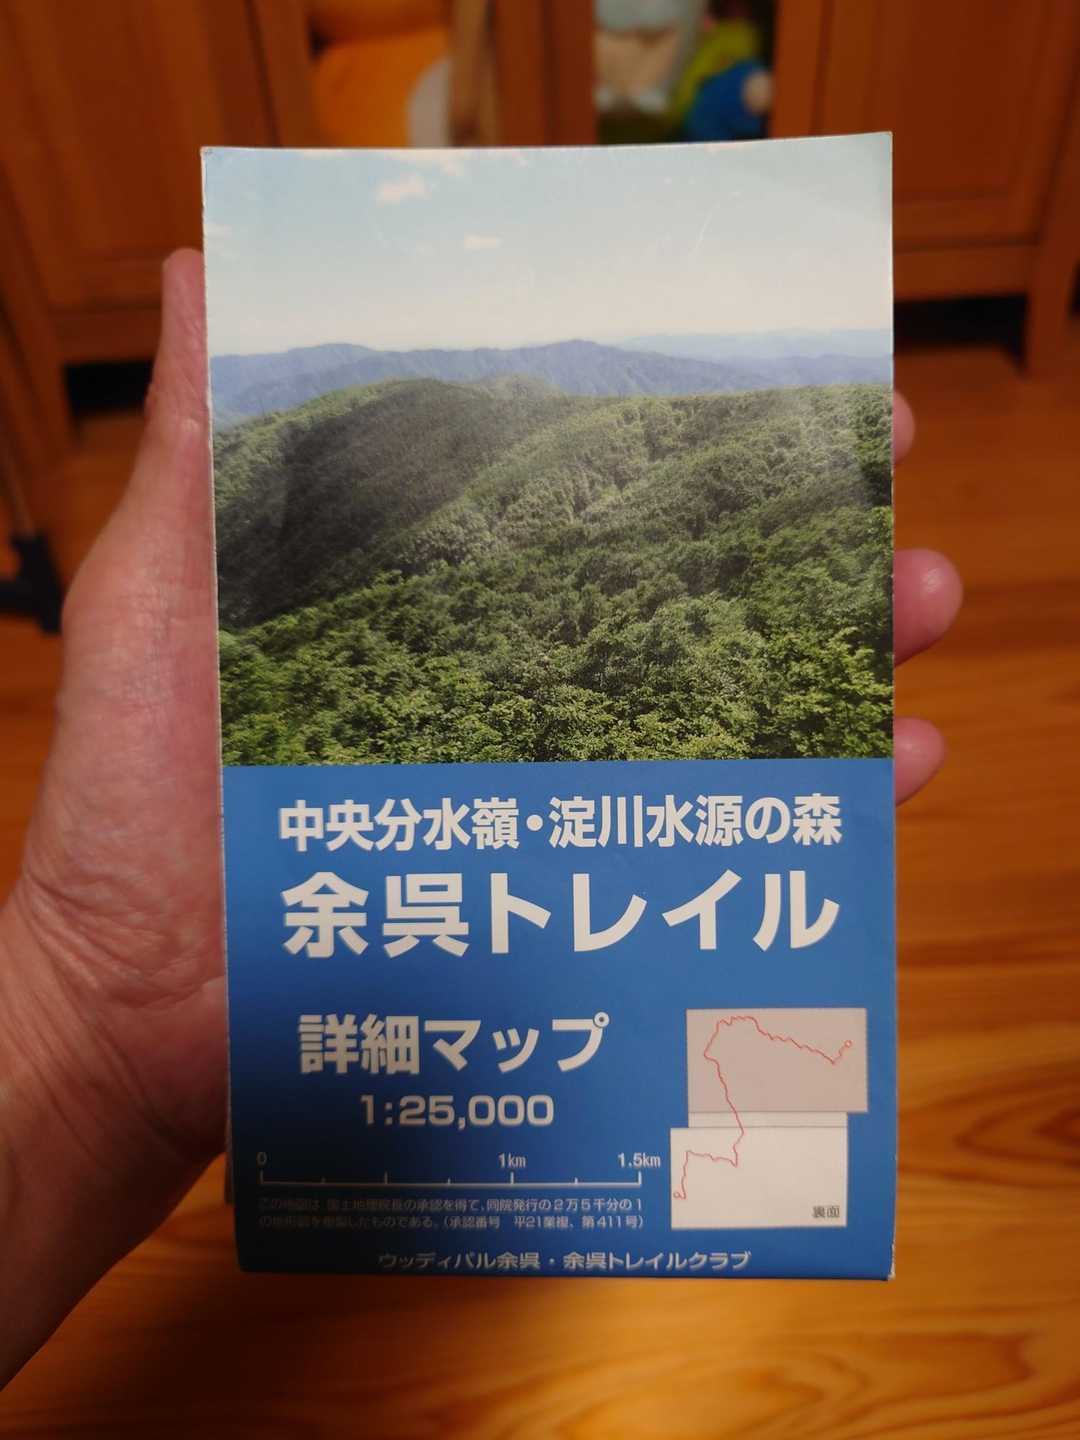 中央分水嶺・淀川水源の森
余呉トレイル
詳細マップ
1:25,000
0 1km 1.5km
この地図は、国土地理院長の承認を得て、同院発行の2万5千分の1
の地形図を複製したものである。（承認番号　平21業複、第411号）
裏面
ウッディパル余呉・余呉トレイルクラブ